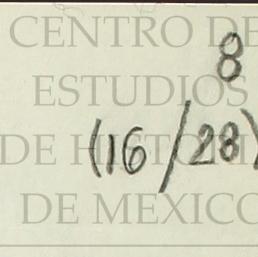 CENTRO DE
8
ESTUDIOS
DE HISTORIA
(16/28)
DE MEXICO